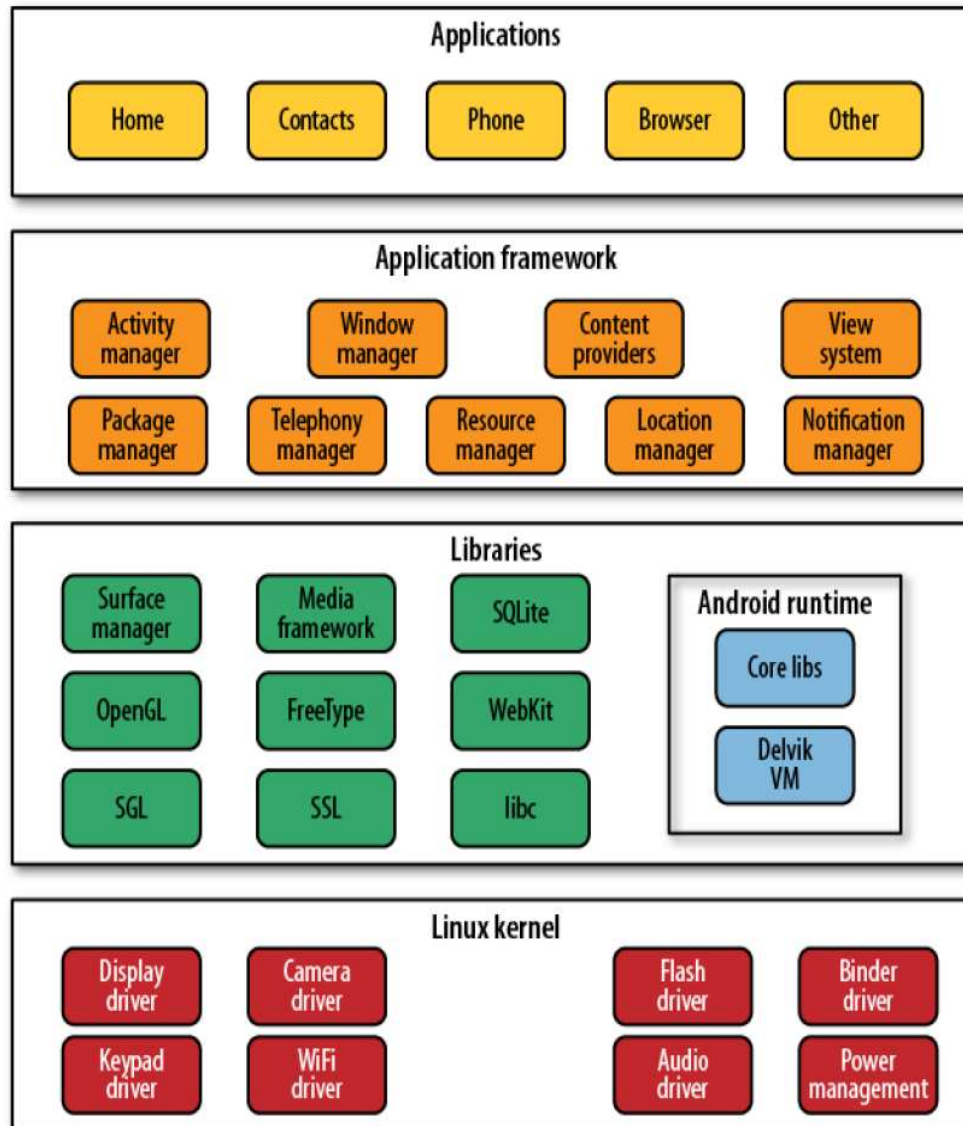 Applications
Home
Contacts
Phone
Browser
Other
Application framework
Activity
manager
Window
manager
Content
providers
View
system
Package
manager
Telephony
manager
Resource
manager
Location
manager
Notification
manager
Libraries
Surface
manager
Media
framework
SQLite
OpenGL
FreeType
WebKit
SGL
SSL
libc
Android runtime
Core libs
Delvik
VM
Linux kernel
Display
driver
Camera
driver
Flash
driver
Binder
driver
Keypad
driver
WiFi
driver
Audio
driver
Power
management